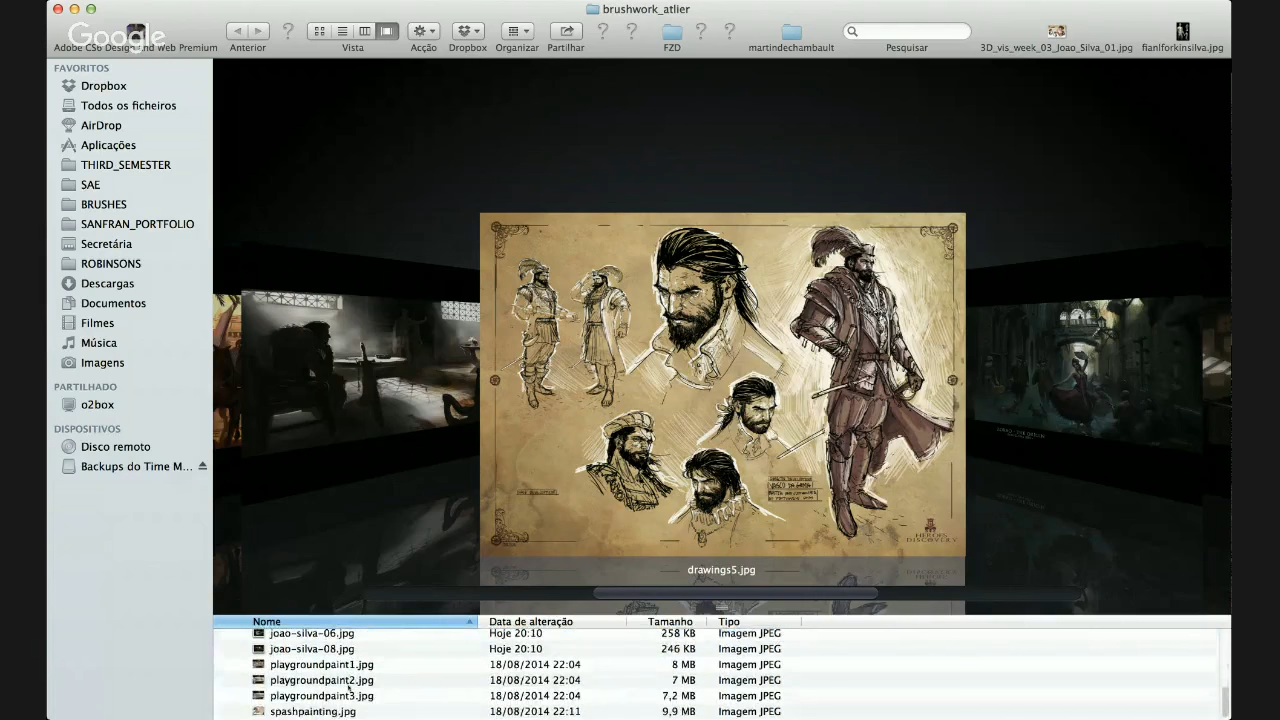 brushwork_atlier
Google
Adobe CS6 Design and Web Premium
Anterior
Vista
Acção
Dropbox
Organizar
Partilhar
FZD
martindechambault
Pesquisar
3D_vis_week_03_Joao_Silva_01.jpg
fianlforkinsilva.jpg
FAVORITOS
Dropbox
Todos os ficheiros
AirDrop
Aplicações
THIRD_SEMESTER
SAE
BRUSHES
SANFRAN_PORTFOLIO
Secretária
ROBINSONS
Descargas
Documentos
Filmes
Música
Imagens
PARTILHADO
o2box
DISPOSITIVOS
Disco remoto
Backups do Time M...
HEROIS
DISCOVERY
drawings5.jpg
Nome Data de alteração Tamanho Tipo
joao-silva-06.jpg Hoje 20:10 258 KB Imagem JPEG
joao-silva-08.jpg Hoje 20:10 246 KB Imagem JPEG
playgroundpaint1.jpg 18/08/2014 22:04 8 MB Imagem JPEG
playgroundpaint2.jpg 18/08/2014 22:04 7 MB Imagem JPEG
playgroundpaint3.jpg 18/08/2014 22:04 7,2 MB Imagem JPEG
spashpainting.jpg 18/08/2014 22:11 9,9 MB Imagem JPEG